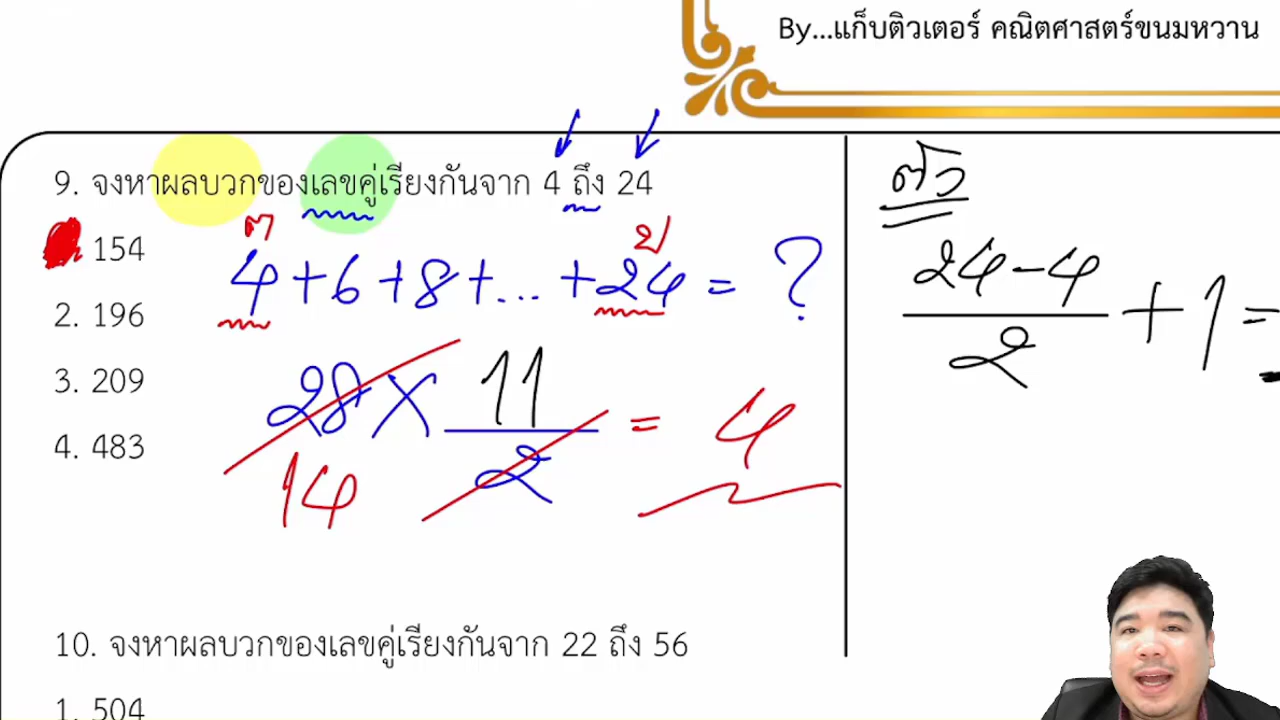 By...แก็บติวเตอร์ คณิตศาสตร์ขนมหวาน
9. จงหาผลบวกของเลขคู่เรียงกันจาก 4 ถึง 24
ต ป
154
4+6+8+...+24 = ?
2. 196
3. 209
28 × 11/2 = 4
14
4. 483
ตัว
24-4/2 + 1 =
10. จงหาผลบวกของเลขคู่เรียงกันจาก 22 ถึง 56
1. 504